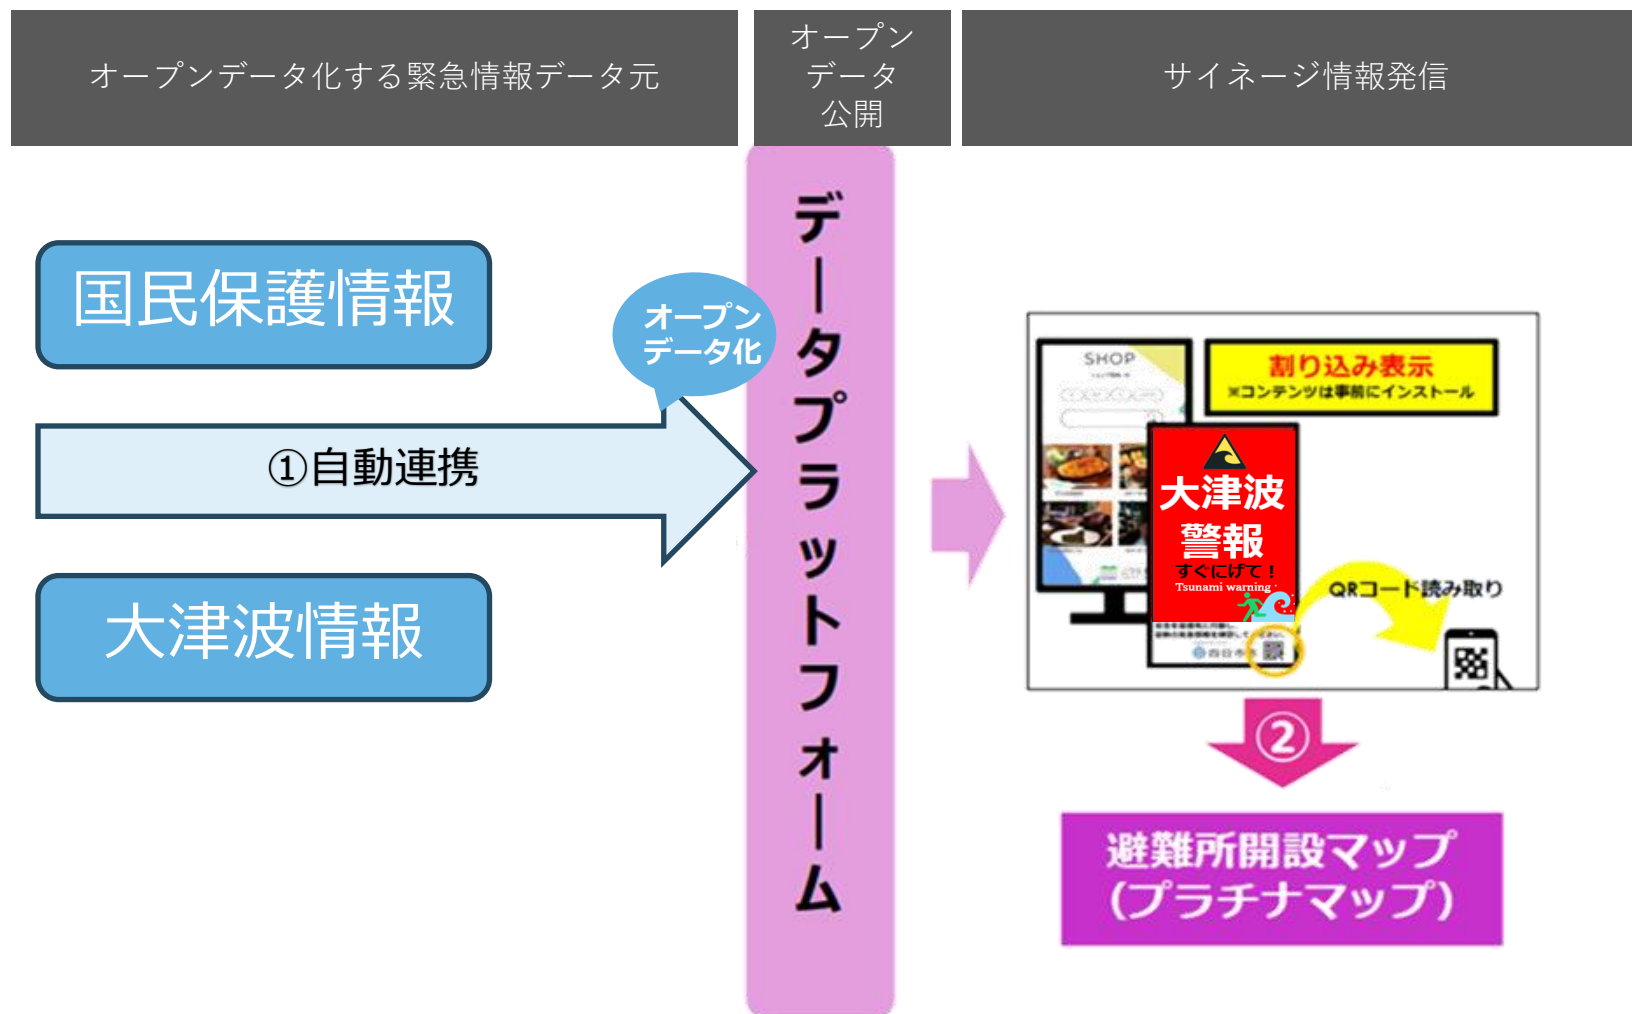 オープンデータ化する緊急情報データ元
オープン
データ
公開
サイネージ情報発信
国民保護情報
オープン
データ化
①自動連携
大津波情報
データプラットフォーム
SHOP
割り込み表示
※コンテンツは事前にインストール
大津波
警報
すぐにげて！
Tsunami warning
QRコード読み取り
四日市市
②
避難所開設マップ
(プラチナマップ)